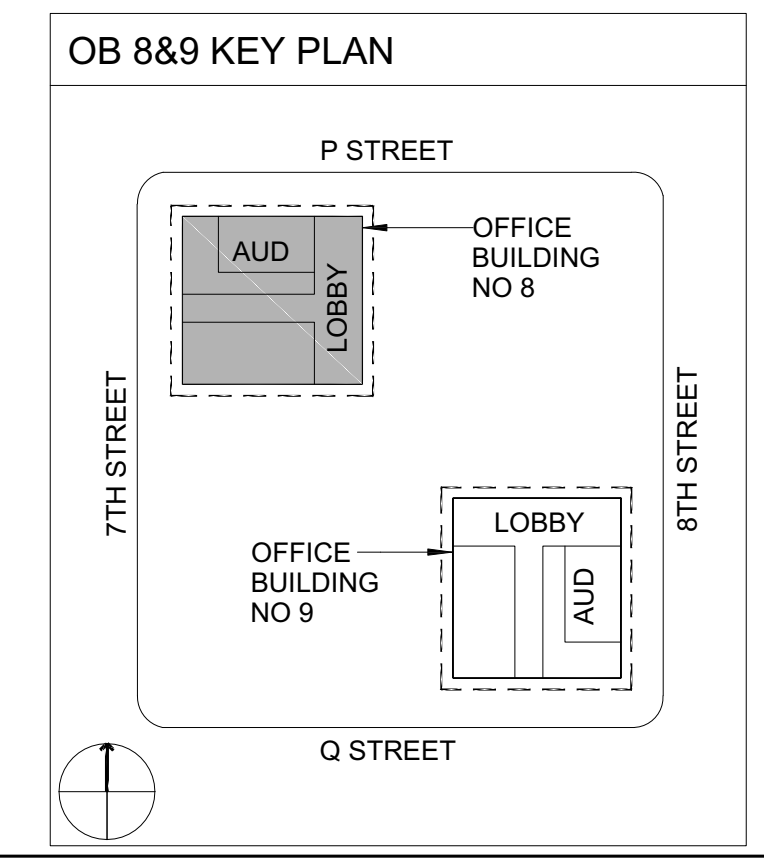 OB 8&9 KEY PLAN
P STREET
AUD
LOBBY
OFFICE
BUILDING
NO 8
7TH STREET
8TH STREET
LOBBY
AUD
OFFICE
BUILDING
NO 9
Q STREET